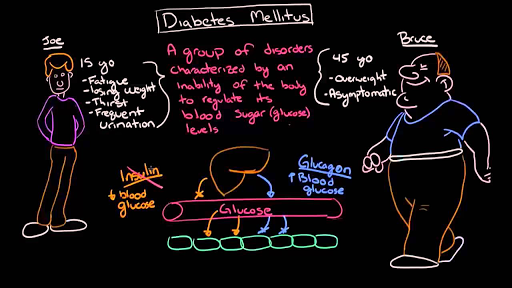 Diabetes Mellitus
Joe
15 yo
-Fatigue
-losing weight
-Thirst
-Frequent
urination
A group of disorders
characterized by an
inability of the body
to regulate its
blood sugar (glucose)
levels
Bruce
45 yo
-Overweight
-Asymptomatic
Insulin
↓ blood
glucose
Glucagon
↑ Blood
glucose
Glucose